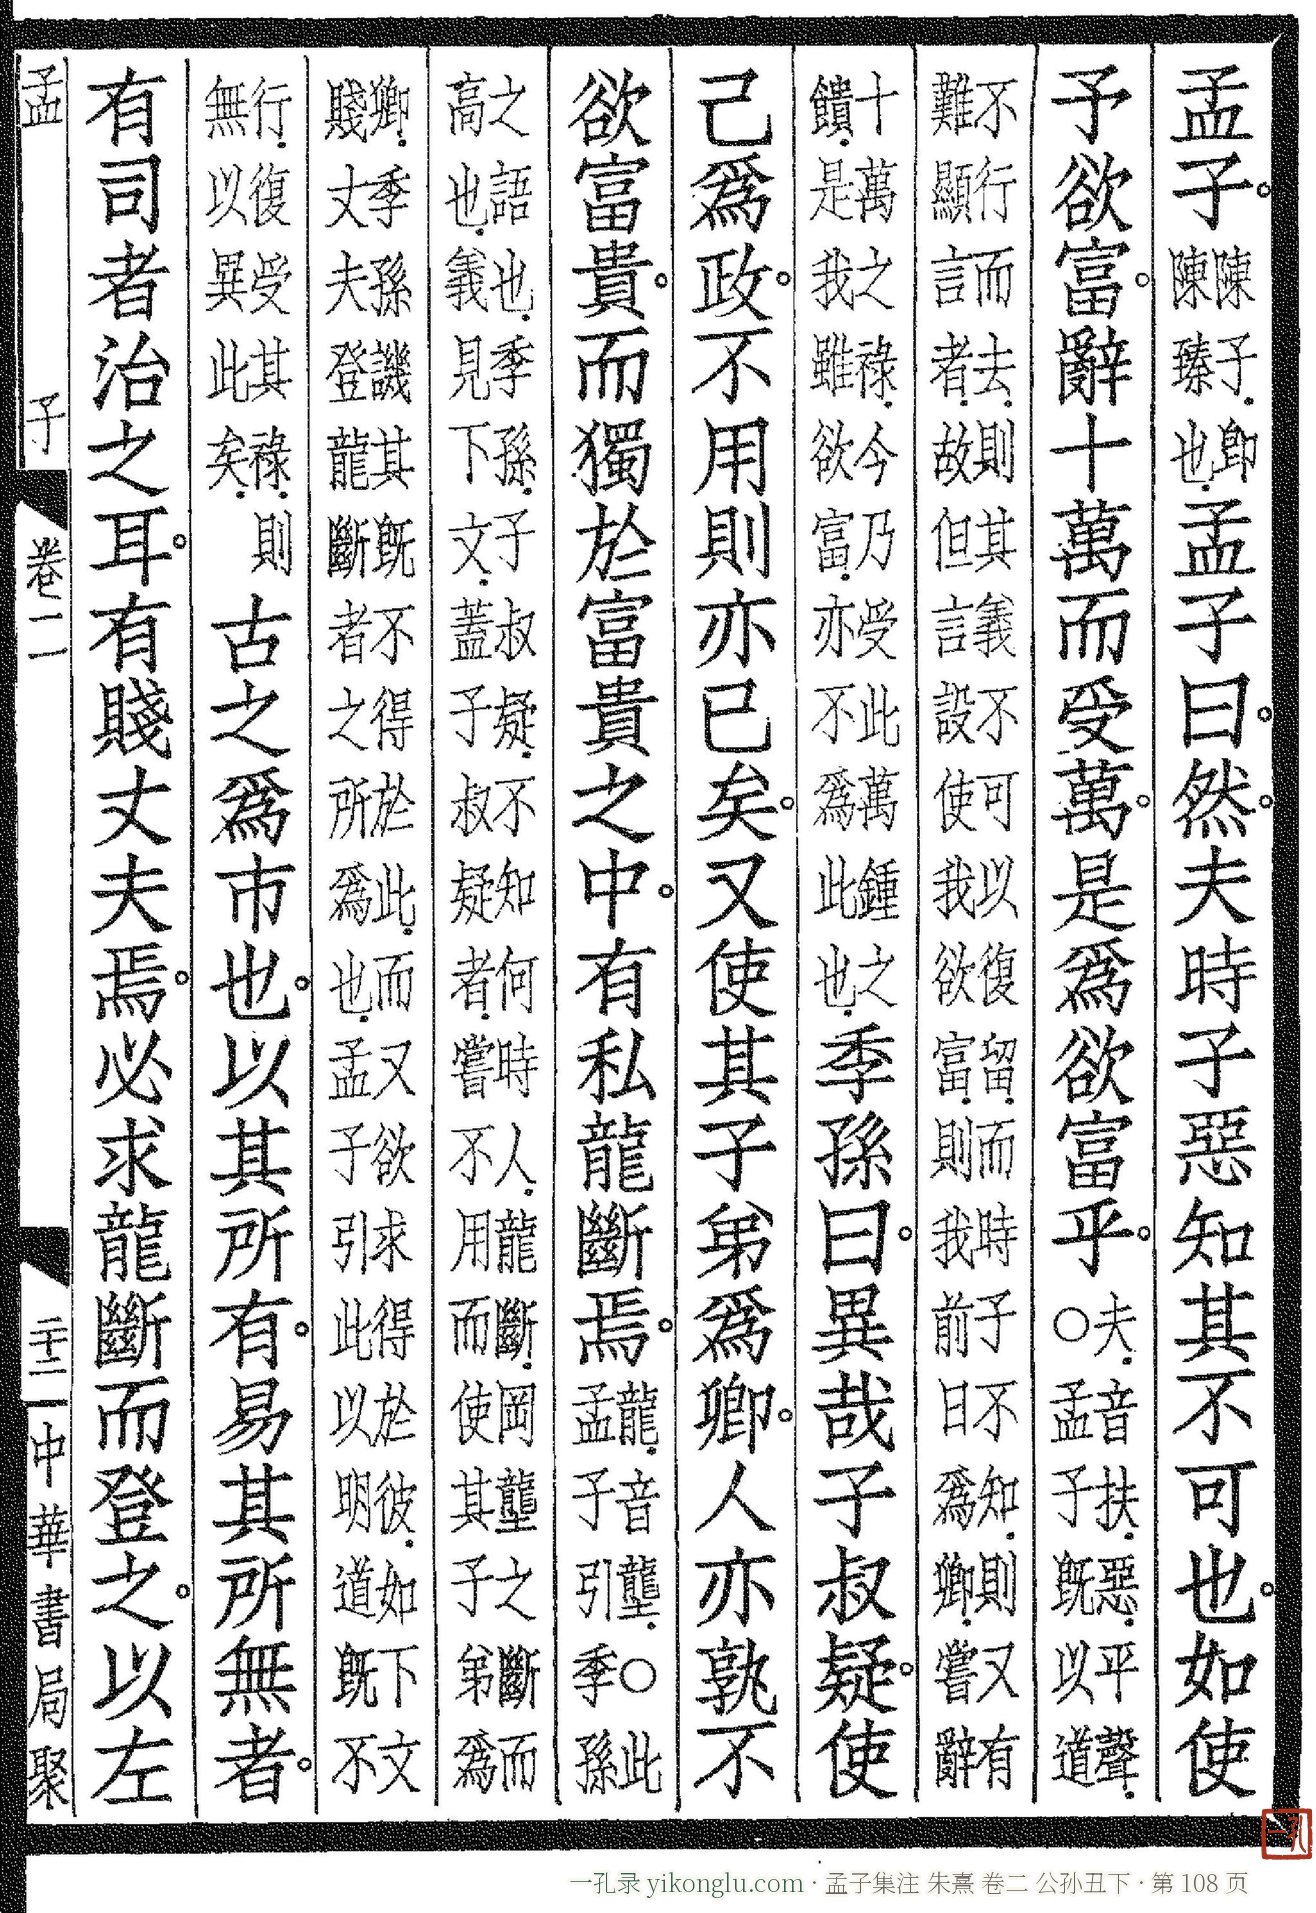 孟子。陳子.卽陳臻也.孟子曰。然。夫時子惡知其不可也。如使
予欲富。辭十萬而受萬。是爲欲富乎。夫.音扶.惡.平聲.○孟子旣以道
不行而去.則其義不可以復留.而時子不知.則又有難顯言者.故但言設使我欲富.則我前日爲卿.嘗辭
十萬之祿.今乃受此萬鍾之饋.是我雖欲富.亦不爲此也.季孫曰。異哉子叔疑。使
己爲政。不用則亦已矣。又使其子弟爲卿。人亦孰不
欲富貴。而獨於富貴之中。有私龍斷焉。龍.音壟.○此孟子引季孫
之語也.季孫.子叔疑.不知何時人.龍斷.岡壟之斷而高也.義見下文.蓋子叔疑者.嘗不用而使其子弟爲
卿.季孫譏其旣不得於此.而又欲求得於彼.如下文賤丈夫登龍斷者之所爲也.孟子引此以明道旣不
行.復受其祿.則無以異此矣.古之爲市也。以其所有。易其所無者。
有司者治之耳。有賤丈夫焉。必求龍斷而登之。以左
孟子 卷二 二十二 中華書局聚
一孔录 yikonglu.com · 孟子集注 朱熹 卷二 公孙丑下 · 第 108 页
一孔